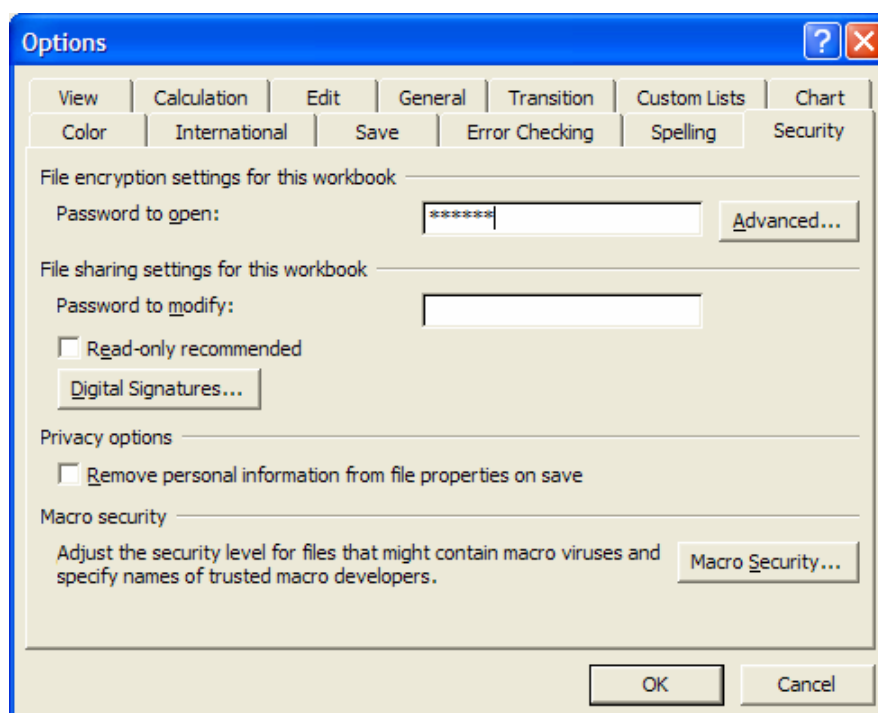 Options
View Calculation Edit General Transition Custom Lists Chart
Color International Save Error Checking Spelling Security
File encryption settings for this workbook
Password to open: ****** Advanced...
File sharing settings for this workbook
Password to modify:
Read-only recommended
Digital Signatures...
Privacy options
Remove personal information from file properties on save
Macro security
Adjust the security level for files that might contain macro viruses and
specify names of trusted macro developers.
Macro Security...
OK Cancel